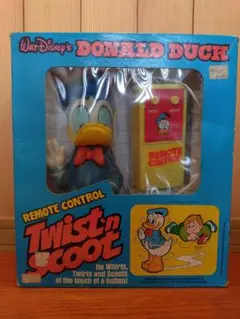 Walt Disney's
DONALD DUCK
REMOTE
CONTROL
REMOTE CONTROL
Twist'n
Scoot
He Whirls,
Twirls and Scoots
at the touch of a button!